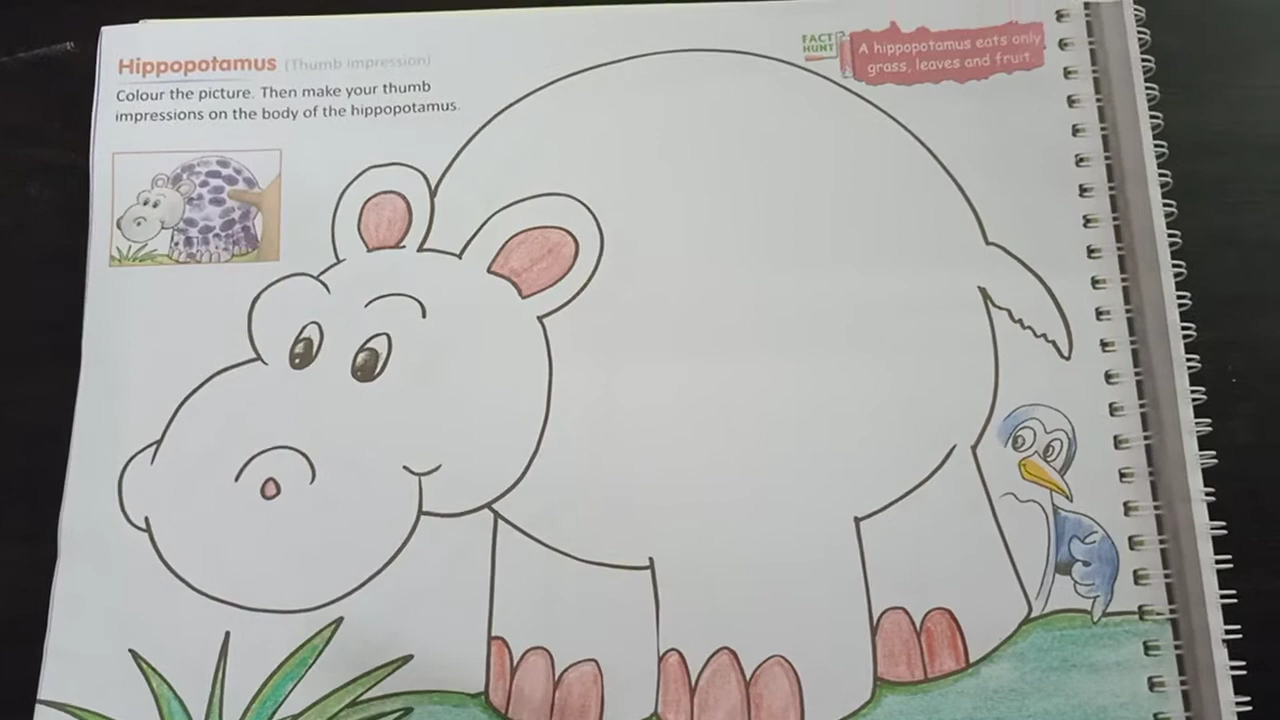 Hippopotamus (Thumb impression)
Colour the picture. Then make your thumb
impressions on the body of the hippopotamus.
FACT
HUNT
A hippopotamus eats only
grass, leaves and fruit.